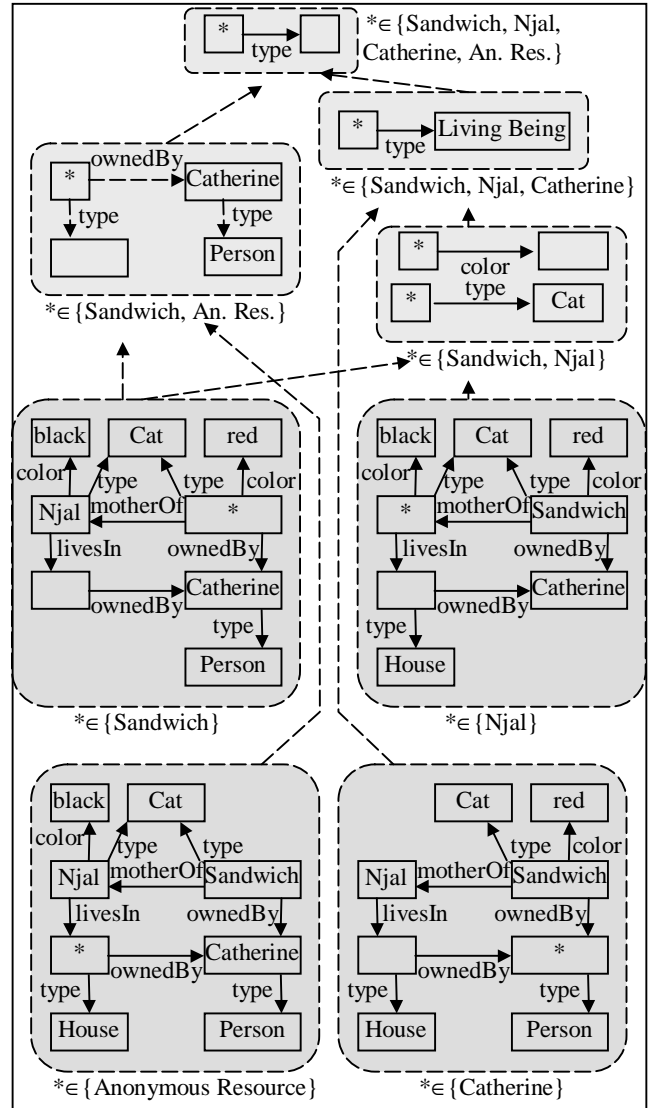 * type
*∈{Sandwich, Njal,
Catherine, An. Res.}
* type Living Being
*∈{Sandwich, Njal, Catherine}
ownedBy
* Catherine
type type
Person
*∈{Sandwich, An. Res.}
*
color
type
* Cat
*∈{Sandwich, Njal}
black Cat red
color type type color
motherOf
Njal *
livesIn ownedBy
Catherine
ownedBy
type
Person
*∈{Sandwich}
black Cat red
color type type color
motherOf
* Sandwich
livesIn ownedBy
Catherine
ownedBy
type
House
*∈{Njal}
black Cat
color type type
motherOf
Njal Sandwich
livesIn ownedBy
* Catherine
ownedBy
type type
House Person
*∈{Anonymous Resource}
Cat red
type color
motherOf
Njal Sandwich
livesIn ownedBy
*
ownedBy
type type
House Person
*∈{Catherine}